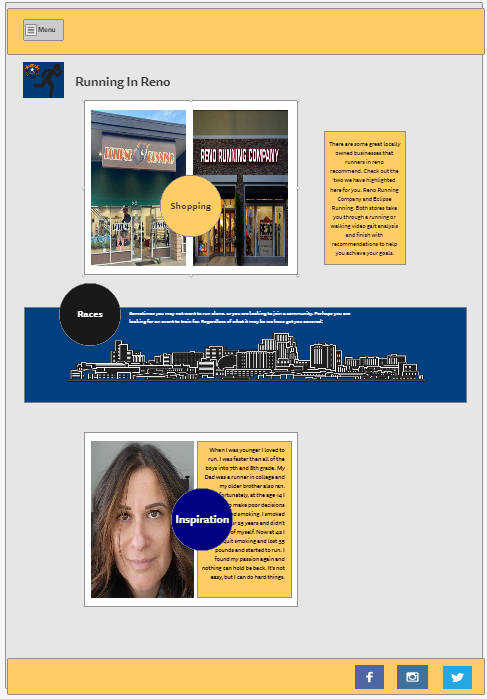 Menu
Running In Reno
ECLIPSE RUNNING
RENO RUNNING COMPANY
Shopping
There are some great locally
owned businesses that
runners in reno
recommend. Check out the
two we have highlighted
here for you. Reno Running
Company and Eclipse
Running. Both stores take
you through a running or
walking video gait analysis
and finish with
recommendations to help
you achieve your goals.
Races
Sometimes you may not want to run alone. or you are looking to join a community. Perhaps you are
looking for an event to train for. Regardless of what it may be we have got you covered!
When I was younger I loved to
run. I was faster than all of the
boys into 7th and 8th grade. My
Dad was a runner in college and
my older brother also ran.
fortunately, at the age 14 I
to make poor decisions
d smoking. I smoked
or 25 years and didn't
of myself. Now at 42 I
quit smoking and lost 35
pounds and started to run. I
found my passion again and
nothing can hold be back. It's not
easy, but I can do hard things.
Inspiration